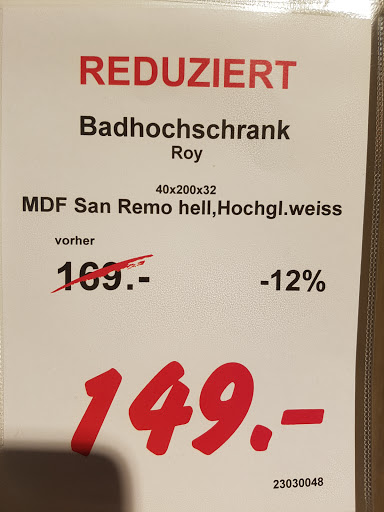 REDUZIERT
Badhochschrank
Roy
40x200x32
MDF San Remo hell,Hochgl.weiss
vorher
169.- -12%
149.-
23030048